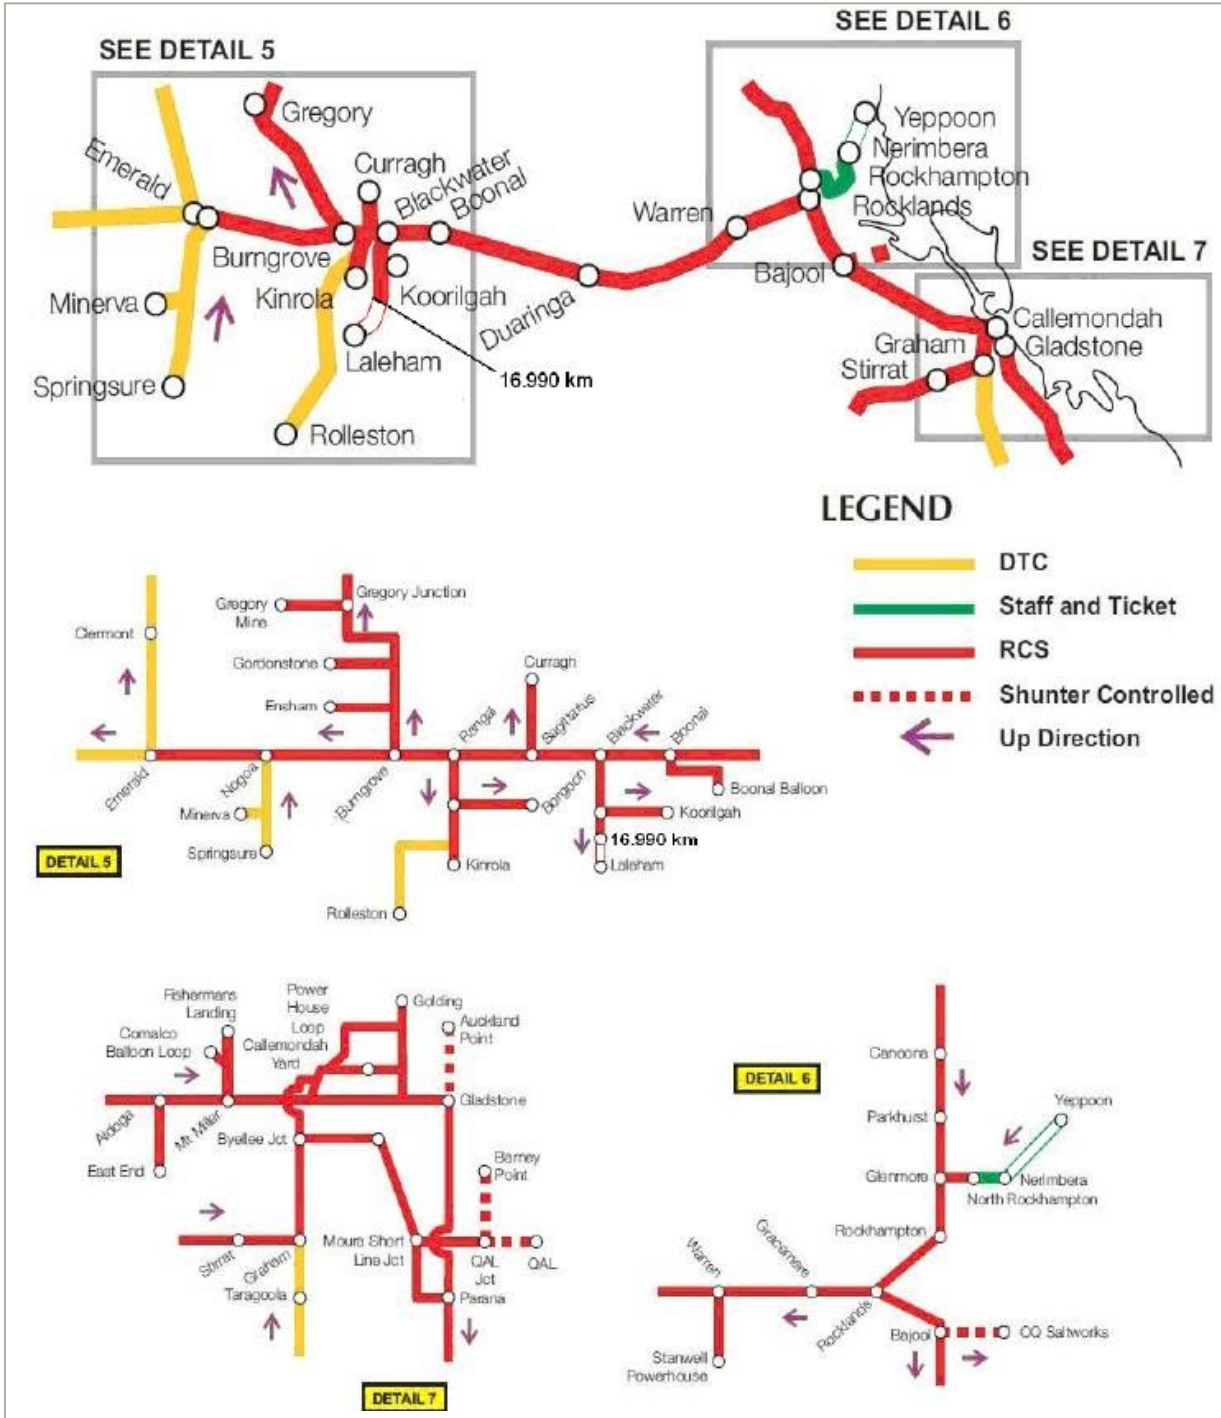 SEE DETAIL 5
SEE DETAIL 6
Gregory
Emerald
Curragh
Blackwater
Boonal
Burngrove
Kinrola
Koorilgah
Minerva
Laleham
Duaringa
Springsure
16.990 km
Rolleston
Yeppoon
Nerimbera
Rockhampton
Rocklands
Warren
SEE DETAIL 7
Bajool
Callemondah
Graham
Gladstone
Stirrat
LEGEND
DTC
Staff and Ticket
RCS
Shunter Controlled
Up Direction
Gregory Junction
Gregory
Mine
Clermont
Gordonstone
Curragh
Ensham
Rangal
Sagittarius
Blackwater
Boonal
Emerald
Nogoa
Burngrove
Borgoon
Boonal Balloon
Minerva
Koorilgah
16.990 km
Springsure
Kinrola
Laleham
DETAIL 5
Rolleston
Fishermans
Landing
Power
House
Loop
Golding
Auckland
Point
Comalco
Balloon Loop
Callemondah
Yard
Aldoga
Mt Miller
Gladstone
Byellee Jct
East End
Barney
Point
Stirrat
Graham
Moura Short
Line Jct
QAL
Jct
QAL
Taragoola
Parana
DETAIL 7
Canoona
DETAIL 6
Parkhurst
Yeppoon
Glenmore
Nerimbera
North Rockhampton
Rockhampton
Warren
Gracemere
Rocklands
Bajool
CQ Saltworks
Stanwell
Powerhouse